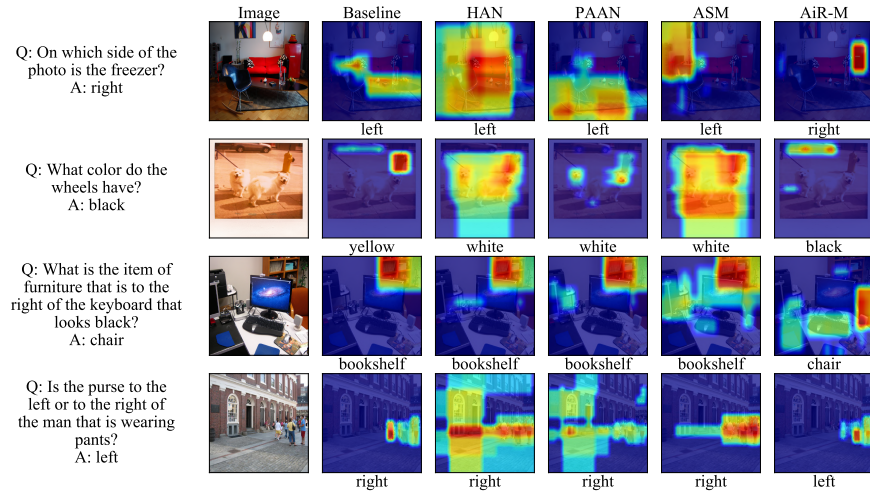 Image Baseline HAN PAAN ASM AiR-M
Q: On which side of the
photo is the freezer?
A: right
left left left left right
Q: What color do the
wheels have?
A: black
yellow white white white black
Q: What is the item of
furniture that is to the
right of the keyboard that
looks black?
A: chair
bookshelf bookshelf bookshelf bookshelf chair
Q: Is the purse to the
left or to the right of
the man that is wearing
pants?
A: left
right right right right left